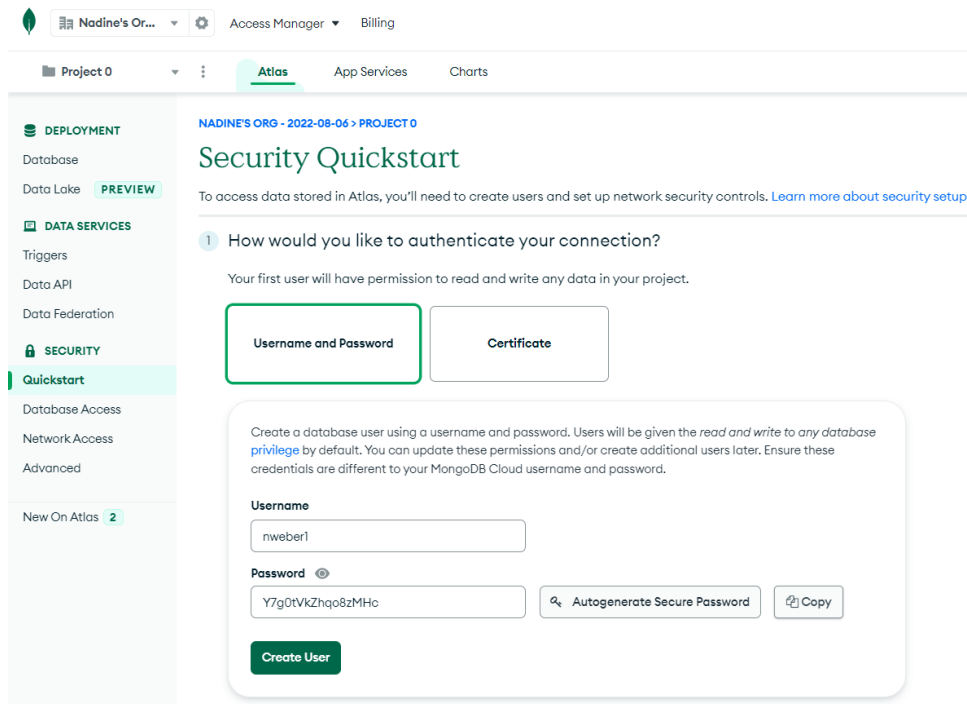 Nadine's Or...
Access Manager
Billing
Project 0
Atlas
App Services
Charts
DEPLOYMENT
Database
Data Lake PREVIEW
DATA SERVICES
Triggers
Data API
Data Federation
SECURITY
Quickstart
Database Access
Network Access
Advanced
New On Atlas 2
NADINE'S ORG - 2022-08-06 > PROJECT 0
Security Quickstart
To access data stored in Atlas, you'll need to create users and set up network security controls. Learn more about security setup
1 How would you like to authenticate your connection?
Your first user will have permission to read and write any data in your project.
Username and Password
Certificate
Create a database user using a username and password. Users will be given the read and write to any database
privilege by default. You can update these permissions and/or create additional users later. Ensure these
credentials are different to your MongoDB Cloud username and password.
Username
nweber1
Password
Y7g0tVkZhqo8zMHc
Autogenerate Secure Password
Copy
Create User